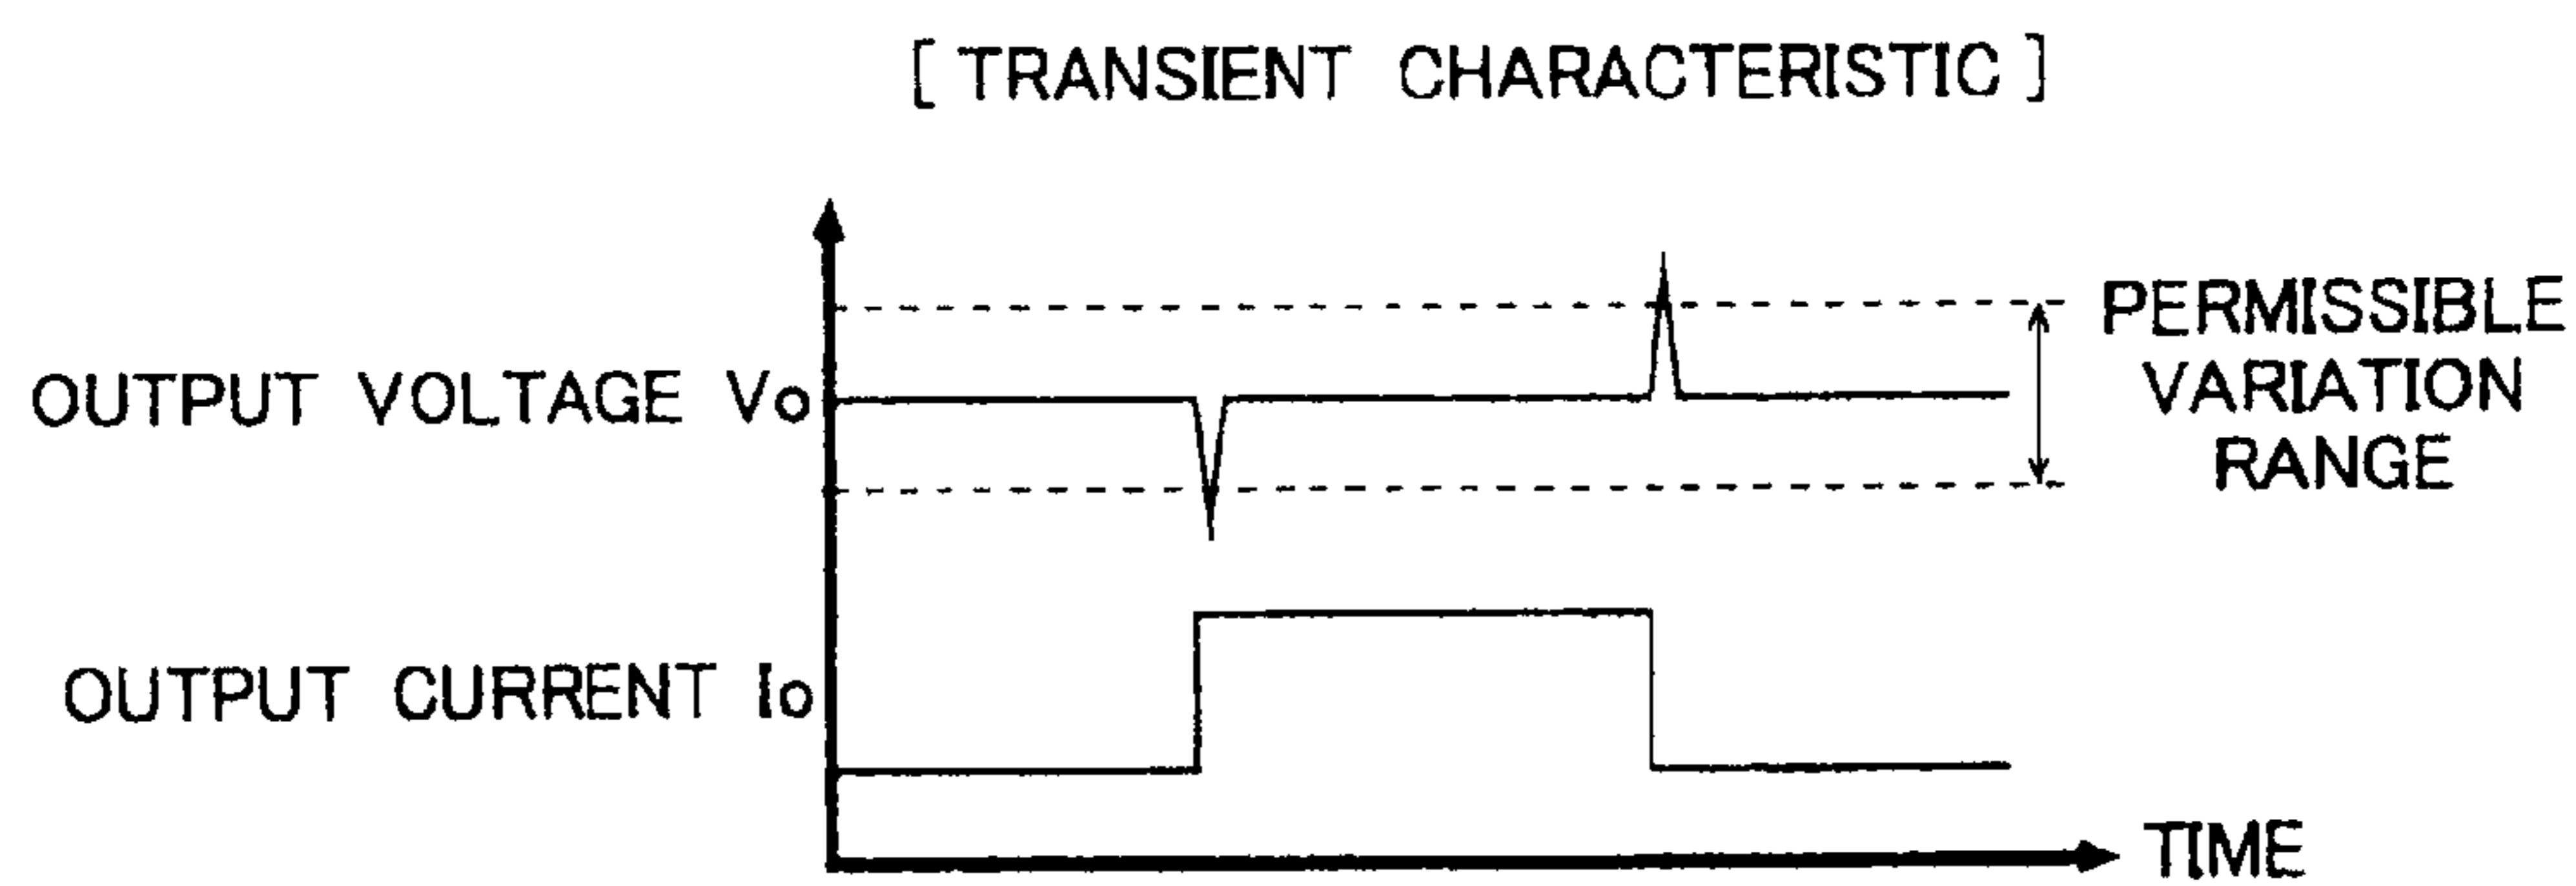 [ TRANSIENT CHARACTERISTIC ]
PERMISSIBLE
VARIATION
RANGE
OUTPUT VOLTAGE Vo
OUTPUT CURRENT Io
TIME